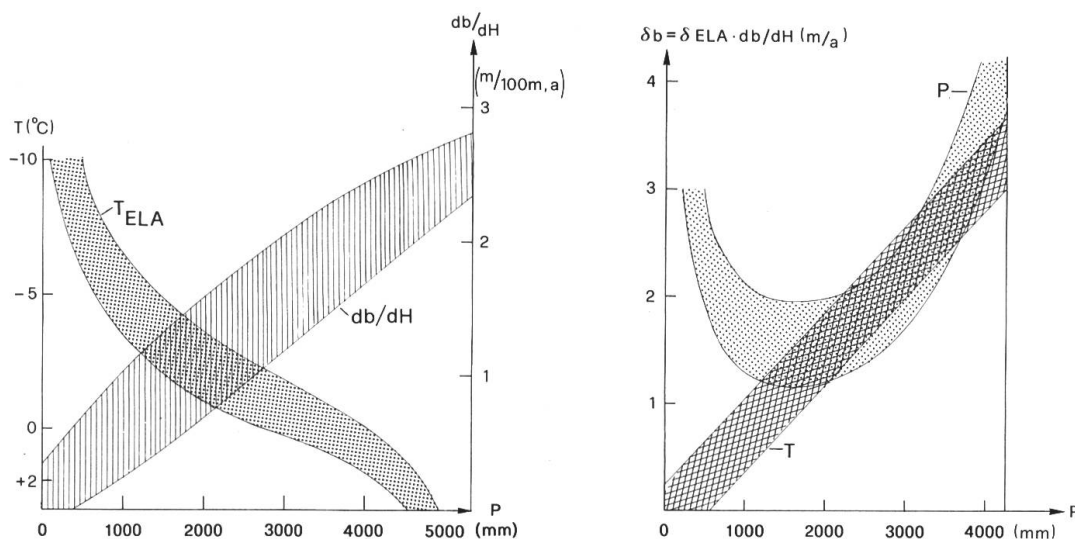 db/dH
(m/100m,a)
T(°C)
3
-10
T ELA
2
-5
db/dH
1
0
+2
P
0 1000 2000 3000 4000 5000 (mm)
δb = δ ELA · db/dH (m/a)
4
P
3
2
1
T
0 1000 2000 3000 4000 (mm)
P